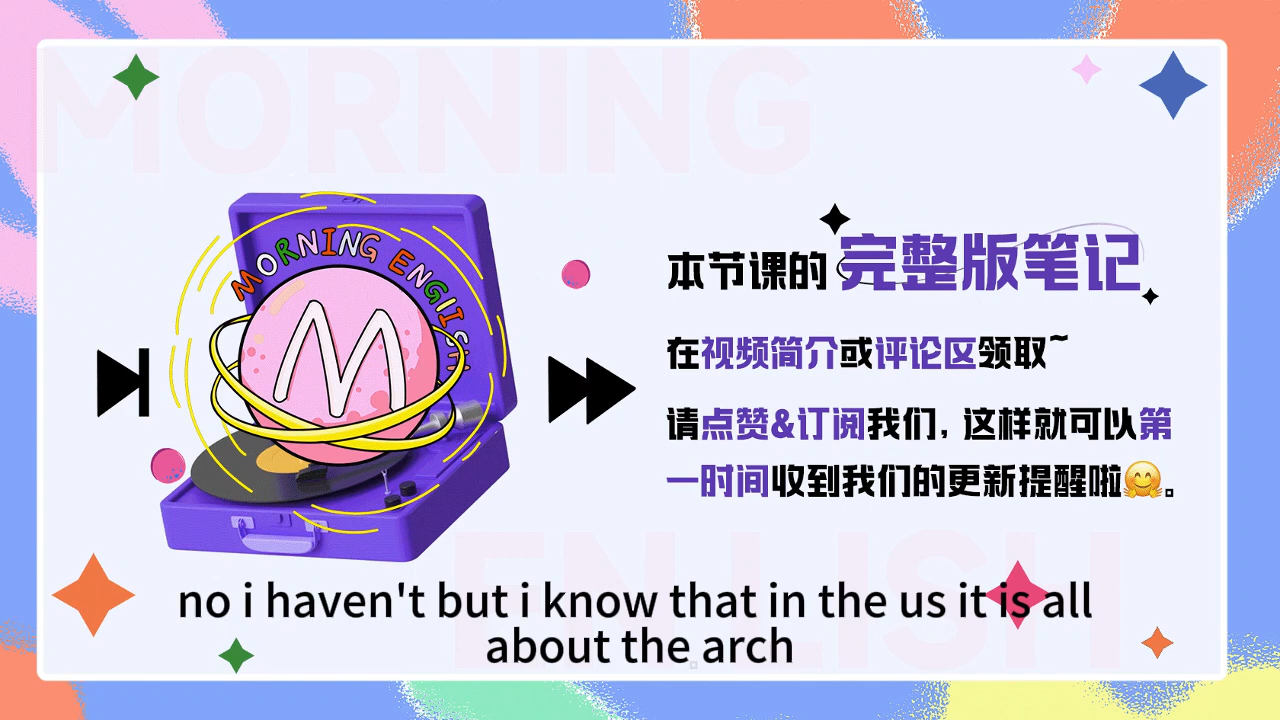 MORNING
MORNING ENGlISH
M
本节课的 完整版笔记
在视频简介或评论区领取~
请点赞&订阅我们, 这样就可以第
一时间收到我们的更新提醒啦🤗。
no i haven't but i know that in the us it is all
about the arch